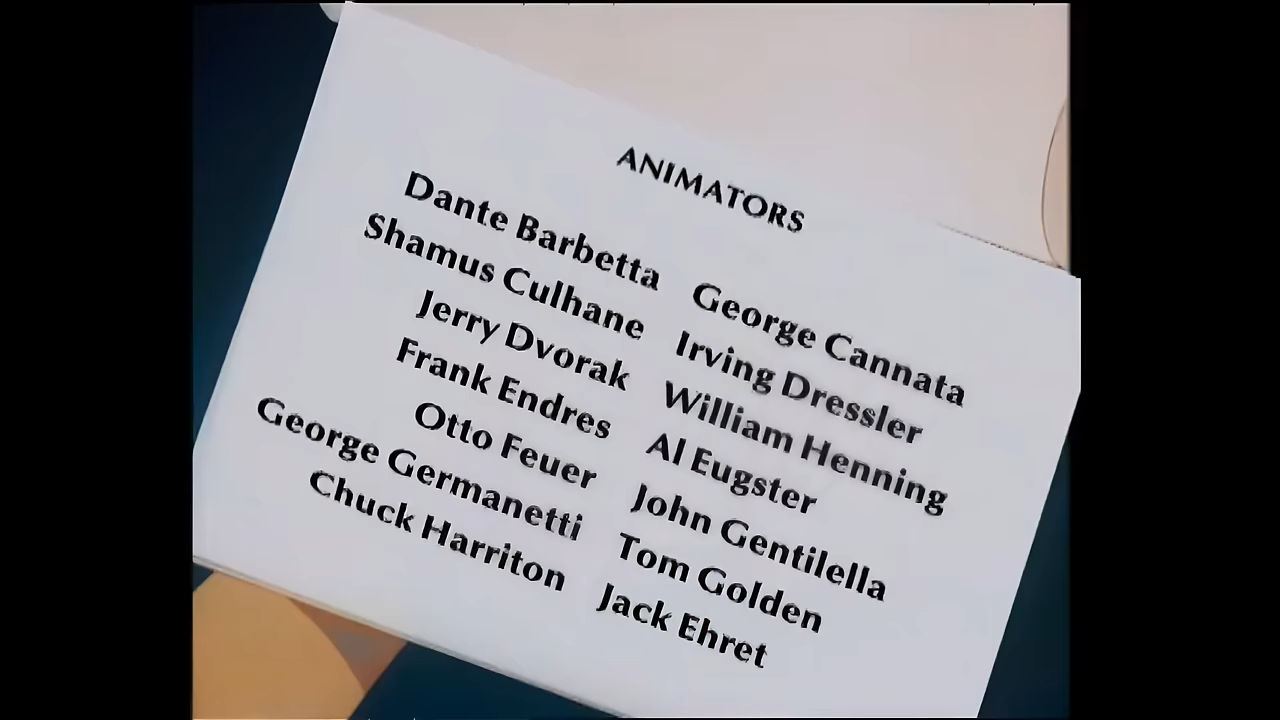 ANIMATORS
Dante Barbetta George Cannata
Shamus Culhane Irving Dressler
Jerry Dvorak William Henning
Frank Endres Al Eugster
Otto Feuer John Gentilella
George Germanetti Tom Golden
Chuck Harriton Jack Ehret